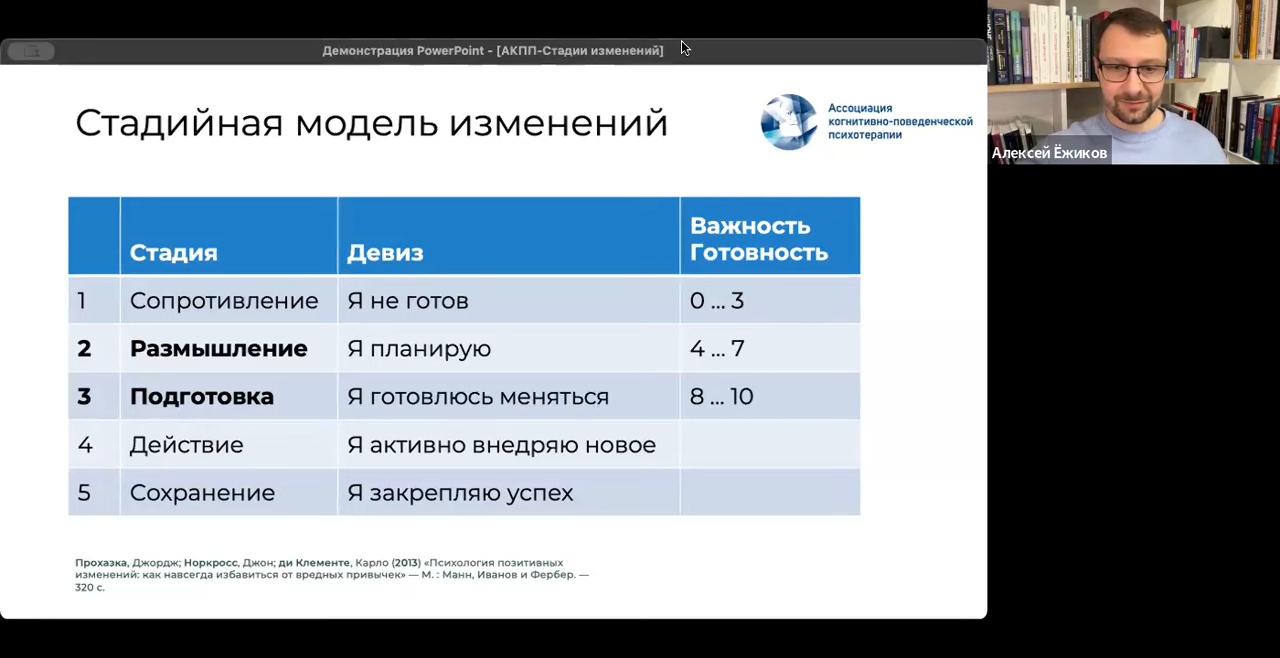 Демонстрация PowerPoint - [АКПП-Стадии изменений]
Стадийная модель изменений
Ассоциация
когнитивно-поведенческой
психотерапии
Алексей Ёжиков
Стадия Девиз Важность Готовность
1 Сопротивление Я не готов 0 ... 3
2 Размышление Я планирую 4 ... 7
3 Подготовка Я готовлюсь меняться 8 ... 10
4 Действие Я активно внедряю новое
5 Сохранение Я закрепляю успех
Прохазка, Джордж; Норкросс, Джон; ди Клементе, Карло (2013) «Психология позитивных
изменений: как навсегда избавиться от вредных привычек» — М. : Манн, Иванов и Фербер. —
320 с.